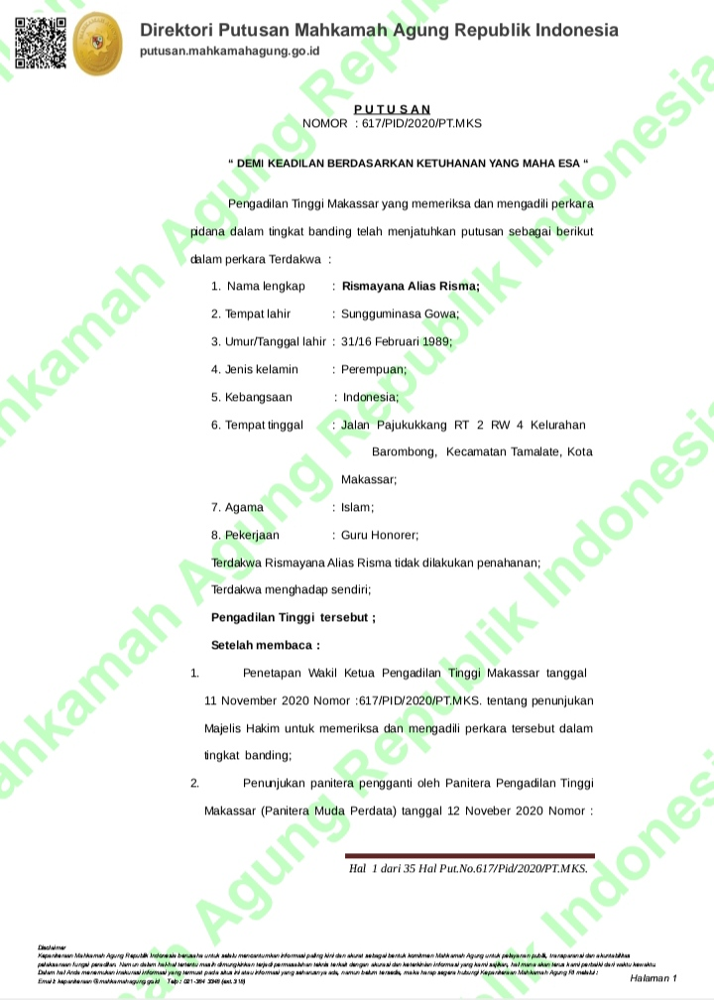 Direktori Putusan Mahkamah Agung Republik Indonesia
putusan.mahkamahagung.go.id
P U T U S A N
NOMOR : 617/PID/2020/PT.MKS
“ DEMI KEADILAN BERDASARKAN KETUHANAN YANG MAHA ESA “
Pengadilan Tinggi Makassar yang memeriksa dan mengadili perkara
pidana dalam tingkat banding telah menjatuhkan putusan sebagai berikut
dalam perkara Terdakwa :
1. Nama lengkap : Rismayana Alias Risma;
2. Tempat lahir : Sungguminasa Gowa;
3. Umur/Tanggal lahir : 31/16 Februari 1989;
4. Jenis kelamin : Perempuan;
5. Kebangsaan : Indonesia;
6. Tempat tinggal : Jalan Pajukukkang RT 2 RW 4 Kelurahan
Barombong, Kecamatan Tamalate, Kota
Makassar;
7. Agama : Islam;
8. Pekerjaan : Guru Honorer;
Terdakwa Rismayana Alias Risma tidak dilakukan penahanan;
Terdakwa menghadap sendiri;
Pengadilan Tinggi tersebut ;
Setelah membaca :
1. Penetapan Wakil Ketua Pengadilan Tinggi Makassar tanggal
11 November 2020 Nomor :617/PID/2020/PT.MKS. tentang penunjukan
Majelis Hakim untuk memeriksa dan mengadili perkara tersebut dalam
tingkat banding;
2. Penunjukan panitera pengganti oleh Panitera Pengadilan Tinggi
Makassar (Panitera Muda Perdata) tanggal 12 Noveber 2020 Nomor :
Hal 1 dari 35 Hal Put.No.617/Pid/2020/PT.MKS.
Disclaimer
Kepaniteraan Mahkamah Agung Republik Indonesia berusaha untuk selalu mencantumkan informasi paling kini dan akurat sebagai bentuk komitmen Mahkamah Agung untuk pelayanan publik, transparansi dan akuntabilitas
pelaksanaan fungsi peradilan. Namun dalam hal-hal tertentu masih dimungkinkan terjadi permasalahan teknis terkait dengan akurasi dan keterkinian informasi yang kami sajikan, hal mana akan terus kami perbaiki dari waktu kewaktu.
Dalam hal Anda menemukan inakurasi informasi yang termuat pada situs ini atau informasi yang seharusnya ada, namun belum tersedia, maka harap segera hubungi Kepaniteraan Mahkamah Agung RI melalui :
Email : kepaniteraan@mahkamahagung.go.id Telp : 021-384 3348 (ext.318)
Halaman 1
Mahkamah Agung Republik Indonesia
Mahkamah Agung Republik Indonesia
Mahkamah Agung Republik Indonesia